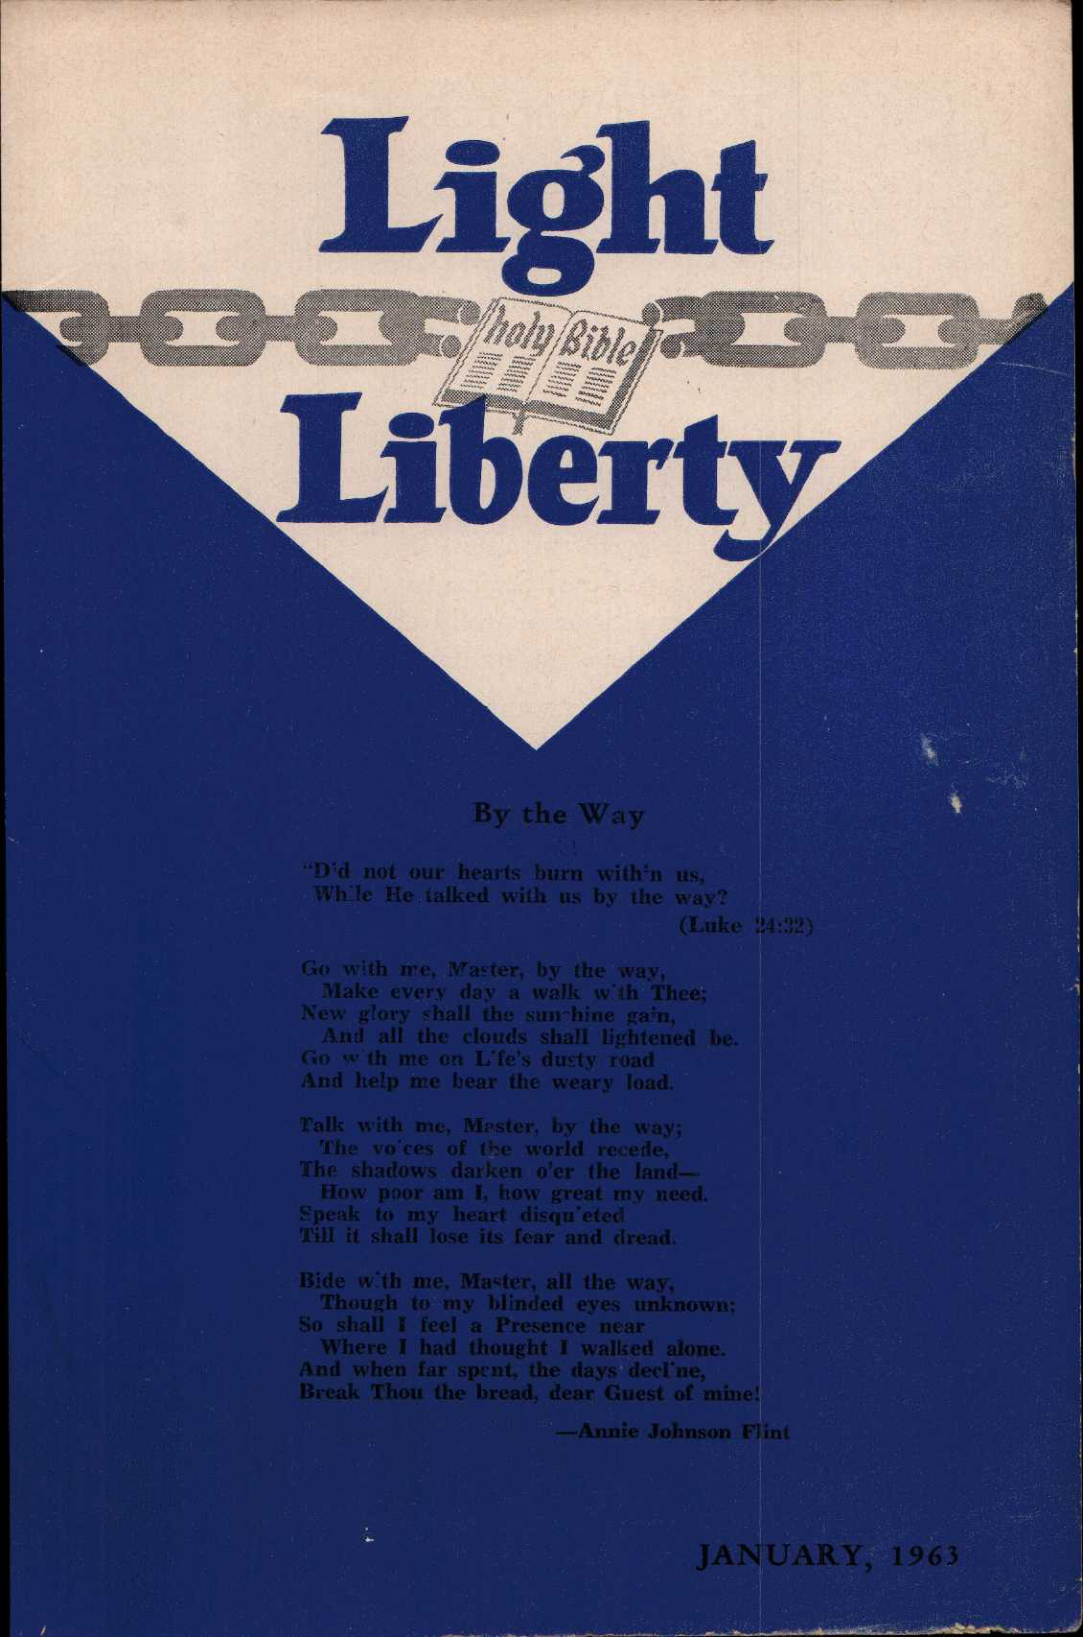 Light
holy Bible
Liberty
By the Way
"Did not our hearts burn within us,
While He talked with us by the way?
(Luke 24:32)
Go with me, Master, by the way,
Make every day a walk with Thee;
New glory shall the sunshine gain,
And all the clouds shall lightened be.
Go with me on Life's dusty road
And help me bear the weary load.
Talk with me, Master, by the way;
The voices of the world recede,
The shadows darken o'er the land—
How poor am I, how great my need.
Speak to my heart disquieted
Till it shall lose its fear and dread.
Bide with me, Master, all the way,
Though to my blinded eyes unknown;
So shall I feel a Presence near
Where I had thought I walked alone.
And when far spent, the days decline,
Break Thou the bread, dear Guest of mine!
—Annie Johnson Flint
JANUARY, 1963